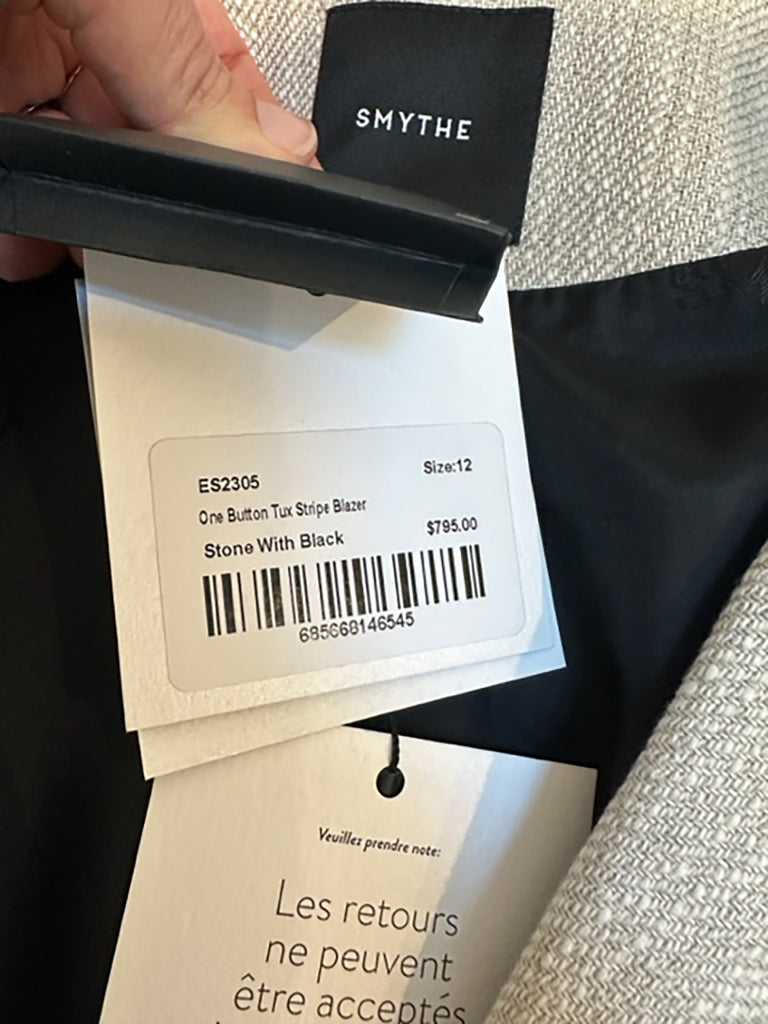 SMYTHE
ES2305
Size:12
One Button Tux Stripe Blazer
Stone With Black
$795.00
685668146545
Veuillez prendre note:
Les retours
ne peuvent
être acceptés